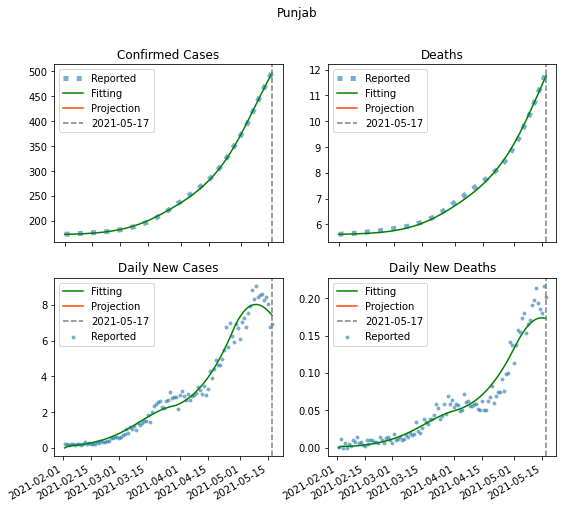 Punjab
Confirmed Cases
Reported
Fitting
Projection
2021-05-17
500
450
400
350
300
250
200
Deaths
Reported
Fitting
Projection
2021-05-17
12
11
10
9
8
7
6
Daily New Cases
Fitting
Projection
2021-05-17
Reported
8
6
4
2
0
2021-02-01
2021-02-15
2021-03-01
2021-03-15
2021-04-01
2021-04-15
2021-05-01
2021-05-15
Daily New Deaths
Fitting
Projection
2021-05-17
Reported
0.20
0.15
0.10
0.05
0.00
2021-02-01
2021-02-15
2021-03-01
2021-03-15
2021-04-01
2021-04-15
2021-05-01
2021-05-15